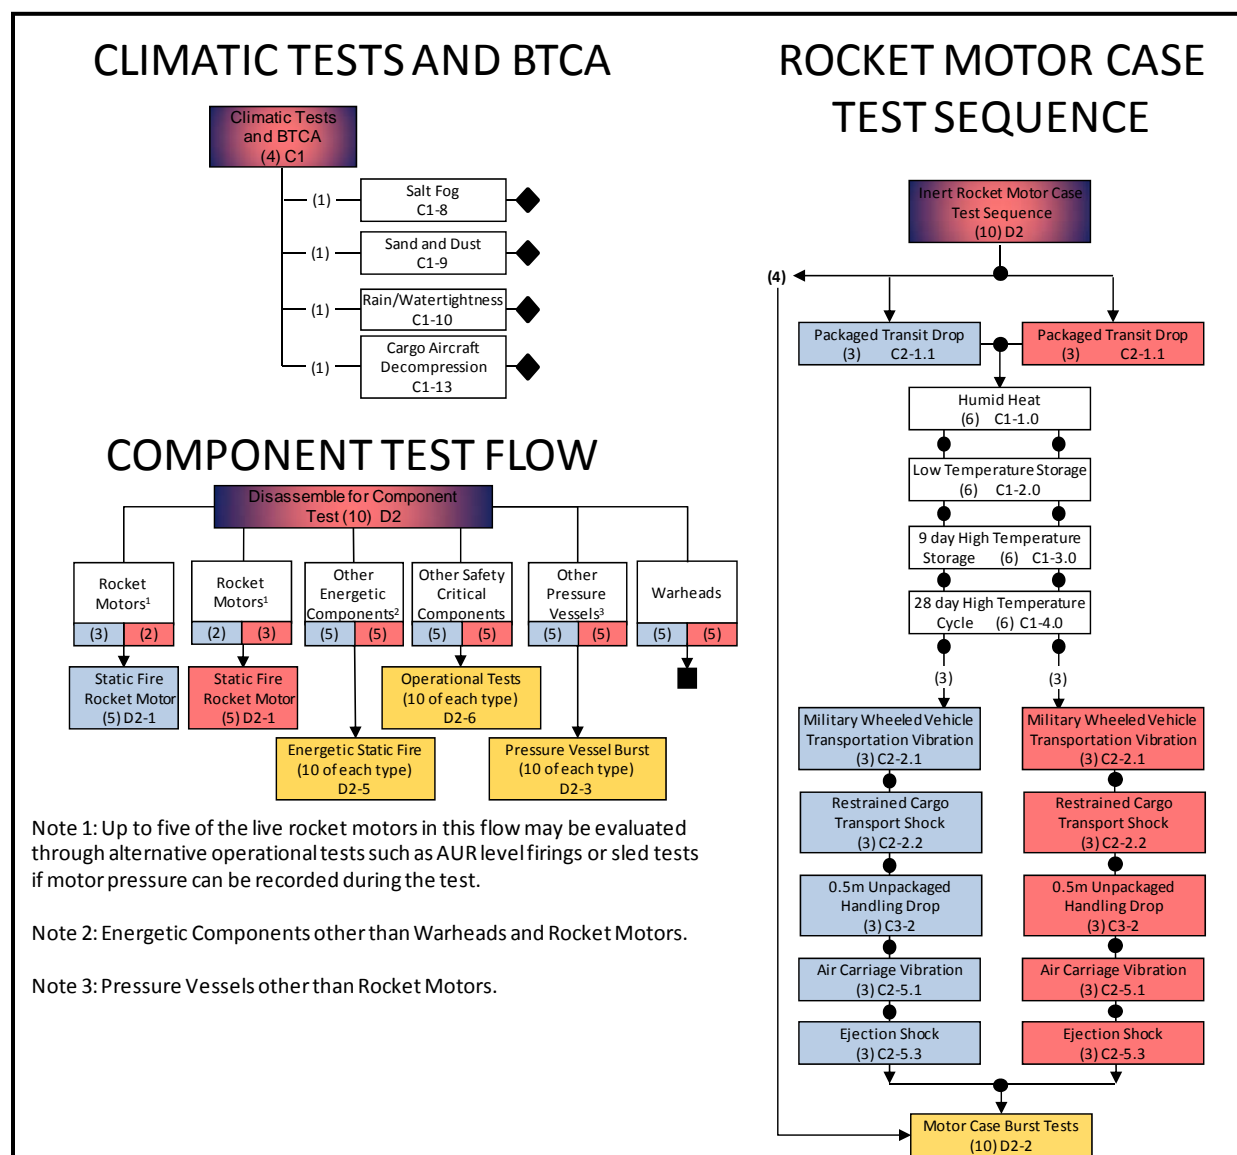 CLIMATIC TESTS AND BTCA
Climatic Tests
and BTCA
(4) C1
(1)
Salt Fog
C1-8
(1)
Sand and Dust
C1-9
(1)
Rain/Watertightness
C1-10
(1)
Cargo Aircraft
Decompression
C1-13
COMPONENT TEST FLOW
Disassemble for Component
Test (10) D2
Rocket
Motors¹
(3) (2)
Rocket
Motors¹
(2) (3)
Other
Energetic
Components²
(5) (5)
Other Safety
Critical
Components
(5) (5)
Other
Pressure
Vessels³
(5) (5)
Warheads
(5) (5)
Static Fire
Rocket Motor
(5) D2-1
Static Fire
Rocket Motor
(5) D2-1
Operational Tests
(10 of each type)
D2-6
Energetic Static Fire
(10 of each type)
D2-5
Pressure Vessel Burst
(10 of each type)
D2-3
Note 1: Up to five of the live rocket motors in this flow may be evaluated
through alternative operational tests such as AUR level firings or sled tests
if motor pressure can be recorded during the test.
Note 2: Energetic Components other than Warheads and Rocket Motors.
Note 3: Pressure Vessels other than Rocket Motors.
ROCKET MOTOR CASE
TEST SEQUENCE
Inert Rocket Motor Case
Test Sequence
(10) D2
(4)
Packaged Transit Drop
(3) C2-1.1
Packaged Transit Drop
(3) C2-1.1
Humid Heat
(6) C1-1.0
Low Temperature Storage
(6) C1-2.0
9 day High Temperature
Storage (6) C1-3.0
28 day High Temperature
Cycle (6) C1-4.0
(3) (3)
Military Wheeled Vehicle
Transportation Vibration
(3) C2-2.1
Military Wheeled Vehicle
Transportation Vibration
(3) C2-2.1
Restrained Cargo
Transport Shock
(3) C2-2.2
Restrained Cargo
Transport Shock
(3) C2-2.2
0.5m Unpackaged
Handling Drop
(3) C3-2
0.5m Unpackaged
Handling Drop
(3) C3-2
Air Carriage Vibration
(3) C2-5.1
Air Carriage Vibration
(3) C2-5.1
Ejection Shock
(3) C2-5.3
Ejection Shock
(3) C2-5.3
Motor Case Burst Tests
(10) D2-2